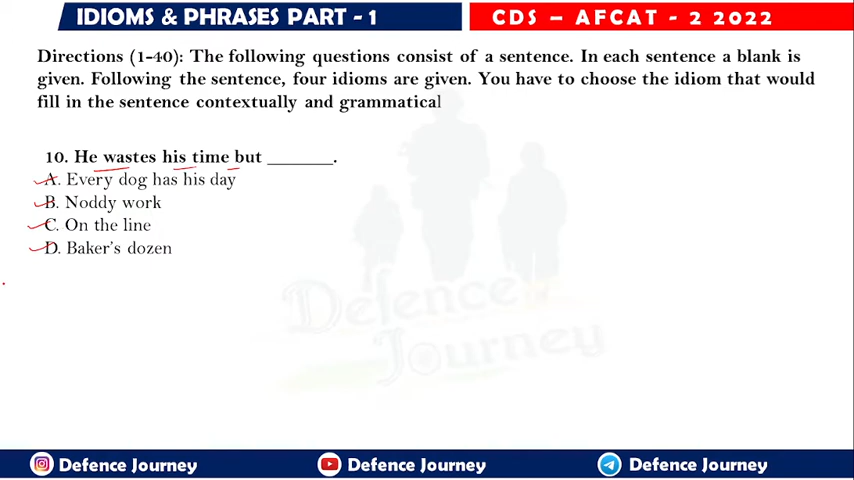 IDIOMS & PHRASES PART - 1
CDS – AFCAT - 2 2022
Directions (1-40): The following questions consist of a sentence. In each sentence a blank is
given. Following the sentence, four idioms are given. You have to choose the idiom that would
fill in the sentence contextually and grammatical
10. He wastes his time but _______.
A. Every dog has his day
B. Noddy work
C. On the line
D. Baker's dozen
Defence
Journey
Defence Journey
Defence Journey
Defence Journey